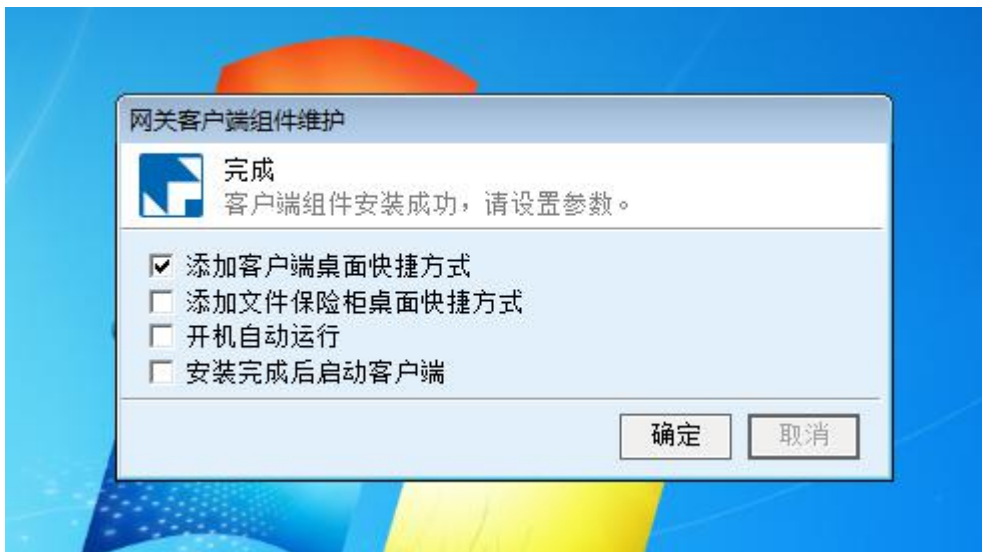 网关客户端组件维护
完成
客户端组件安装成功，请设置参数。
添加客户端桌面快捷方式
添加文件保险柜桌面快捷方式
开机自动运行
安装完成后启动客户端
确定
取消